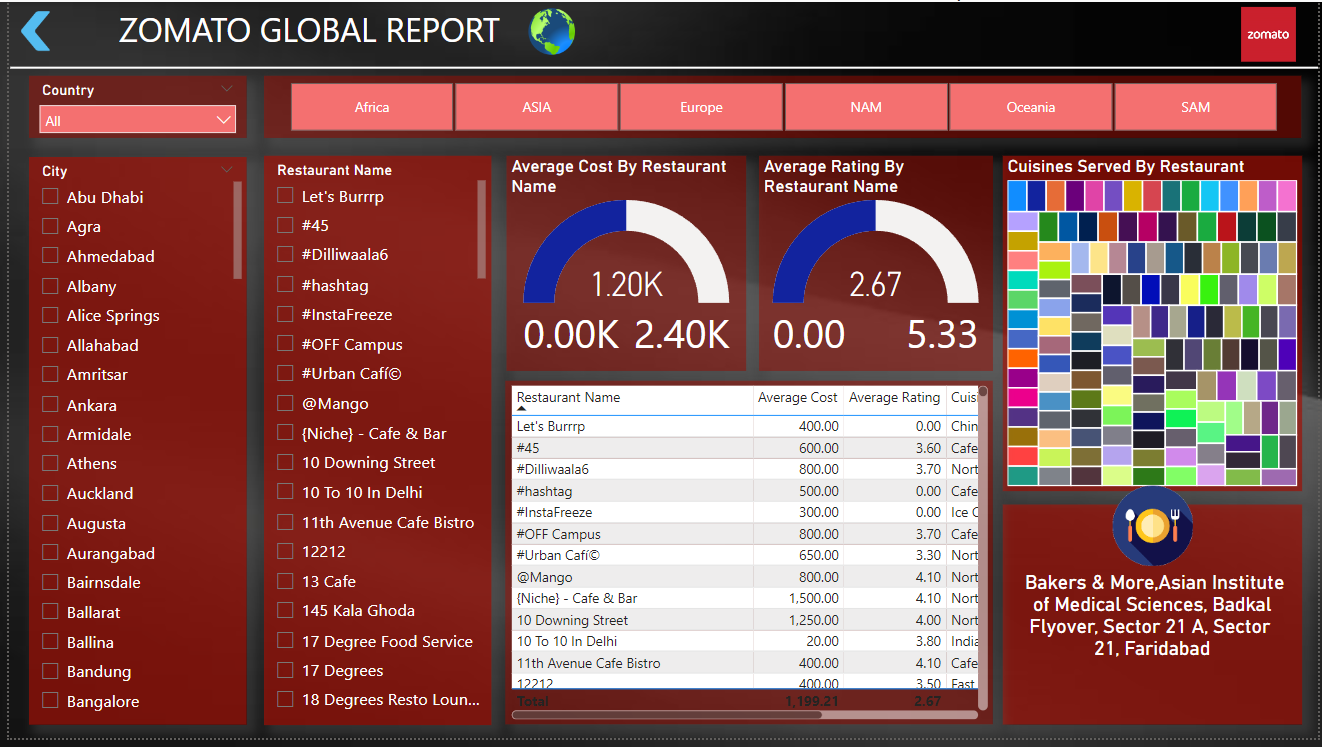 ZOMATO GLOBAL REPORT
zomato
Country
All
Africa
ASIA
Europe
NAM
Oceania
SAM
City
Abu Dhabi
Agra
Ahmedabad
Albany
Alice Springs
Allahabad
Amritsar
Ankara
Armidale
Athens
Auckland
Augusta
Aurangabad
Bairnsdale
Ballarat
Ballina
Bandung
Bangalore
Restaurant Name
Let's Burrrp
#45
#Dilliwaala6
#hashtag
#InstaFreeze
#OFF Campus
#Urban Cafí©
@Mango
{Niche} - Cafe & Bar
10 Downing Street
10 To 10 In Delhi
11th Avenue Cafe Bistro
12212
13 Cafe
145 Kala Ghoda
17 Degree Food Service
17 Degrees
18 Degrees Resto Loun...
Average Cost By Restaurant
Name
1.20K
0.00K 2.40K
Average Rating By
Restaurant Name
2.67
0.00 5.33
Restaurant Name Average Cost Average Rating Cuis
Let's Burrrp 400.00 0.00 Chin
#45 600.00 3.60 Cafe
#Dilliwaala6 800.00 3.70 Nort
#hashtag 500.00 0.00 Cafe
#InstaFreeze 300.00 0.00 Ice C
#OFF Campus 800.00 3.70 Cafe
#Urban Cafí© 650.00 3.30 Nort
@Mango 800.00 4.10 Nort
{Niche} - Cafe & Bar 1,500.00 4.10 Nort
10 Downing Street 1,250.00 4.00 Nort
10 To 10 In Delhi 20.00 3.80 India
11th Avenue Cafe Bistro 400.00 4.10 Cafe
12212 400.00 3.50 Fast
Total 1,199.21 2.67
Cuisines Served By Restaurant
Bakers & More,Asian Institute
of Medical Sciences, Badkal
Flyover, Sector 21 A, Sector
21, Faridabad